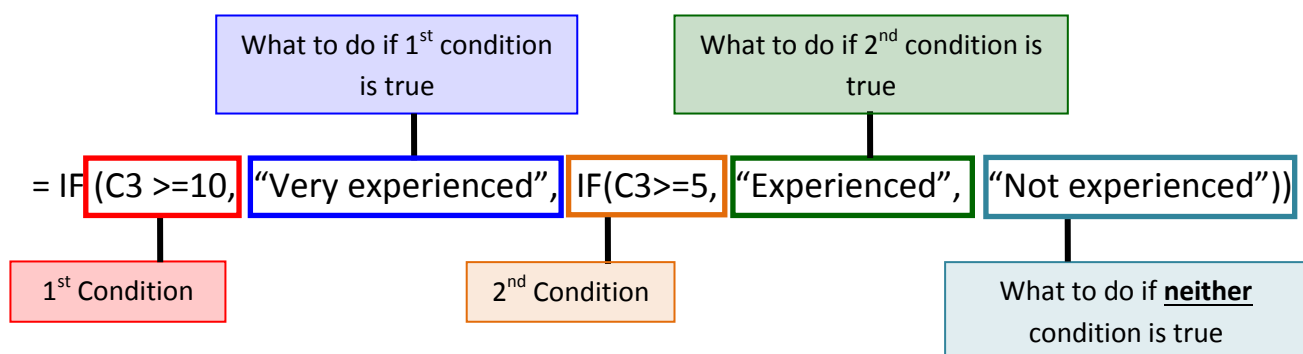 What to do if 1st condition
is true
What to do if 2nd condition is
true
= IF (C3 >=10, “Very experienced”, IF(C3>=5, “Experienced”, “Not experienced”))
1st Condition
2nd Condition
What to do if neither
condition is true